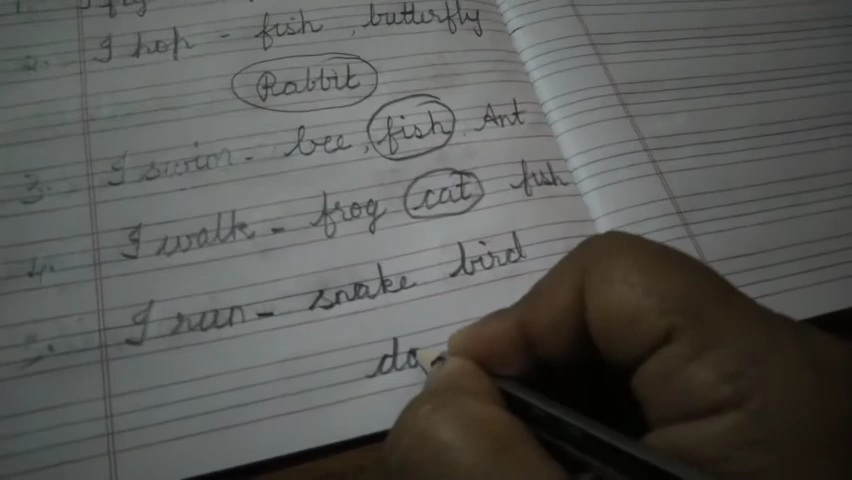 2. I hop - fish, butterfly
Rabbit
3. I swim - bee, fish, Ant
4. I walk - frog cat fish
5. I run - snake bird
do